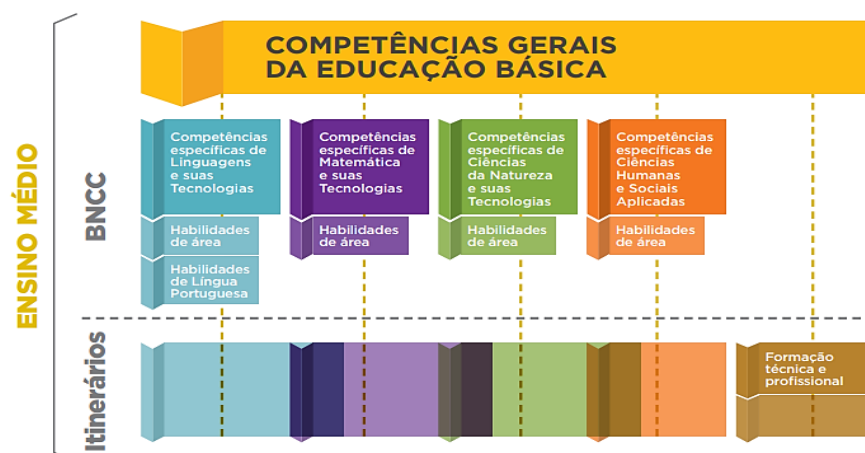 COMPETÊNCIAS GERAIS
DA EDUCAÇÃO BÁSICA
ENSINO MÉDIO
BNCC
Competências
específicas de
Linguagens
e suas
Tecnologias
Habilidades
de área
Habilidades
de Língua
Portuguesa
Competências
específicas de
Matemática
e suas
Tecnologias
Habilidades
de área
Competências
específicas de
Ciências
da Natureza
e suas
Tecnologias
Habilidades
de área
Competências
específicas de
Ciências
Humanas
e Sociais
Aplicadas
Habilidades
de área
Itinerários
Formação
técnica e
profissional